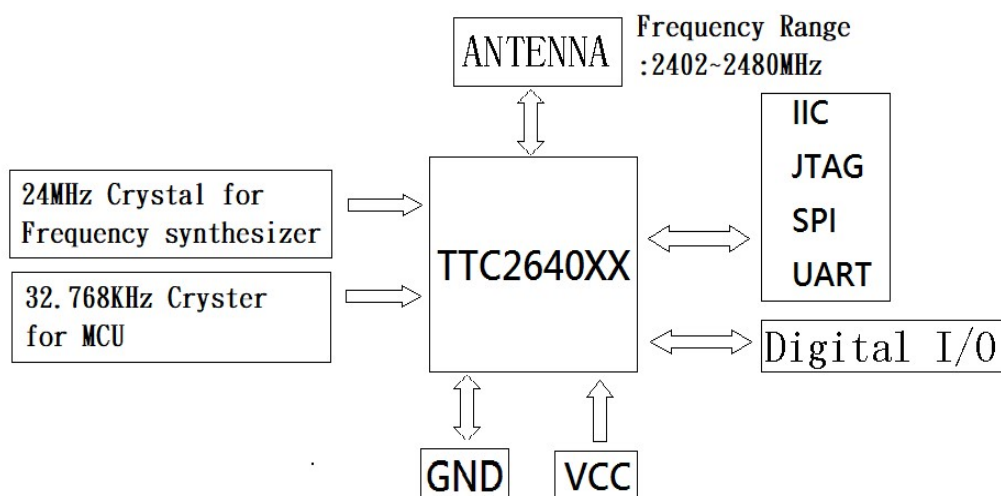 ANTENNA
Frequency Range
:2402~2480MHz
24MHz Crystal for
Frequency synthesizer
32.768KHz Cryster
for MCU
TTC2640XX
IIC
JTAG
SPI
UART
Digital I/O
GND
VCC